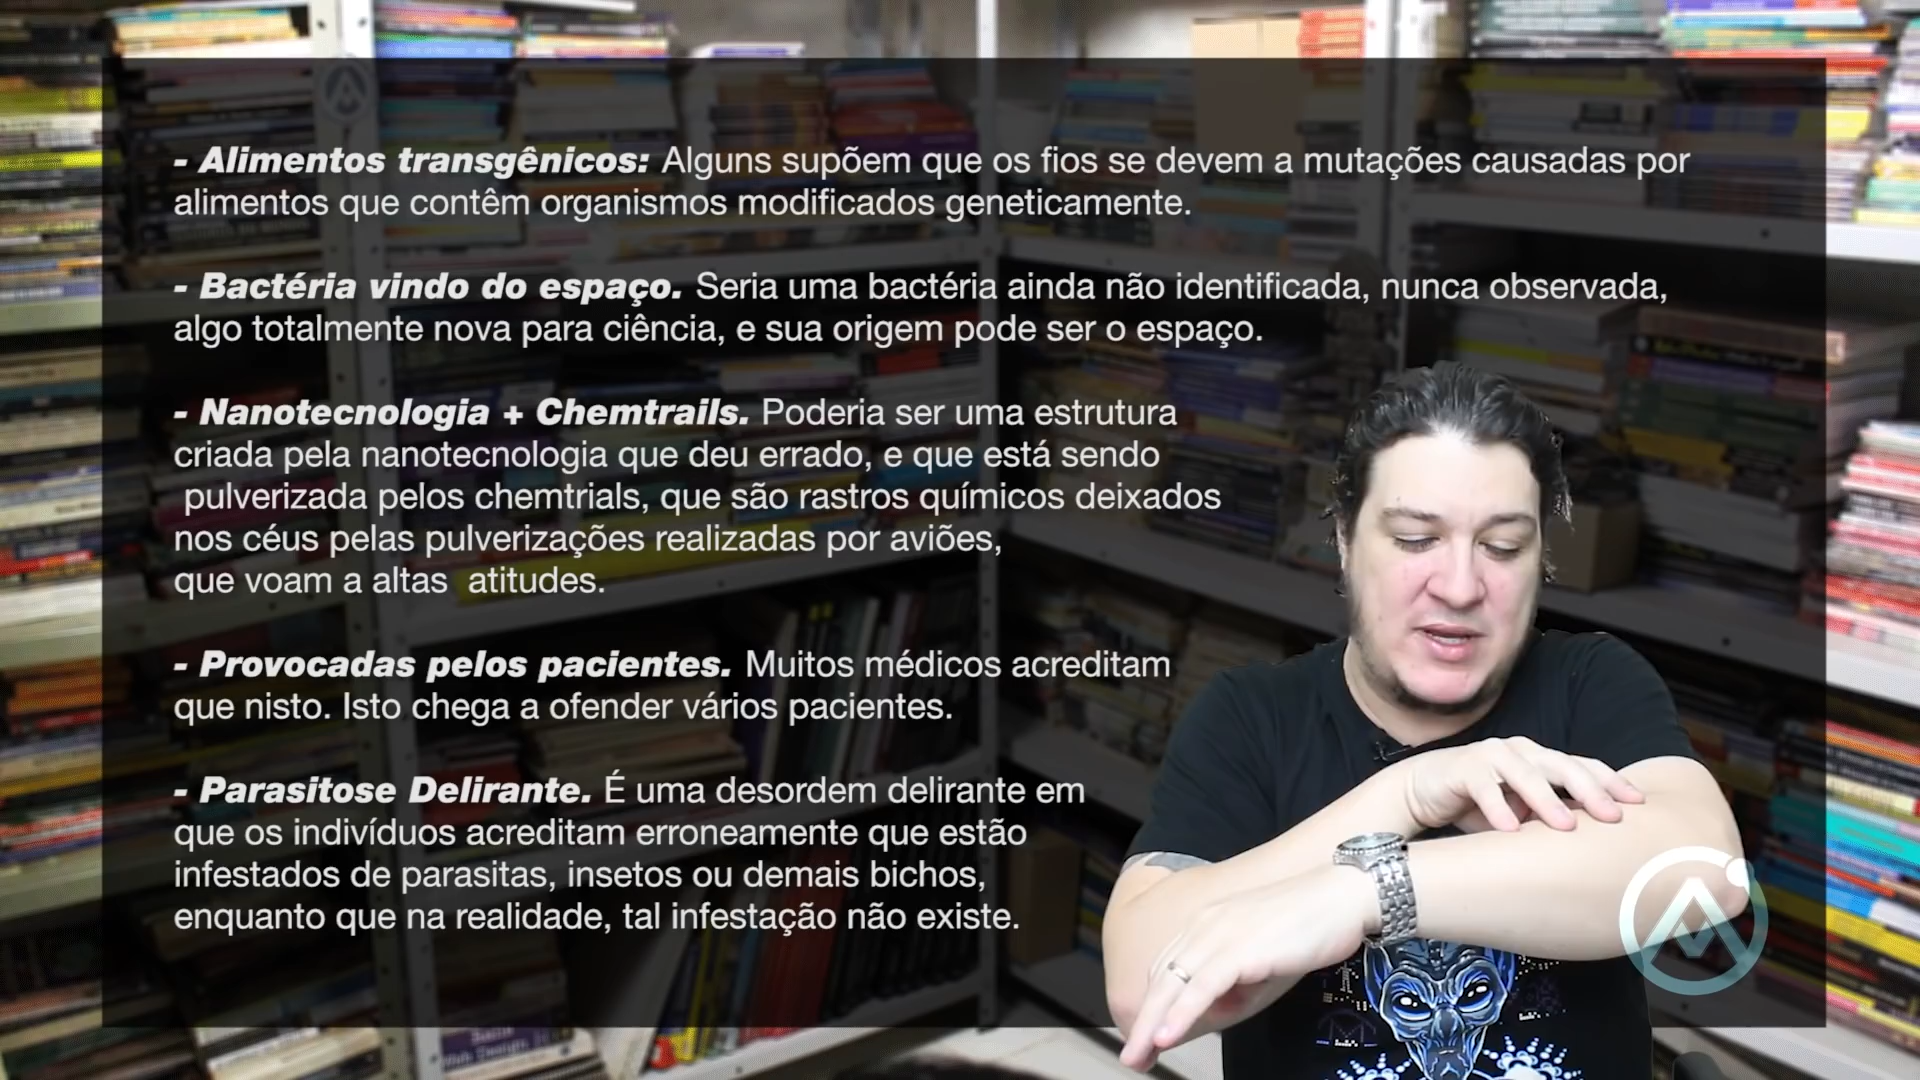 - Alimentos transgênicos: Alguns supõem que os fios se devem a mutações causadas por
alimentos que contêm organismos modificados geneticamente.
- Bactéria vindo do espaço. Seria uma bactéria ainda não identificada, nunca observada,
algo totalmente nova para ciência, e sua origem pode ser o espaço.
- Nanotecnologia + Chemtrails. Poderia ser uma estrutura
criada pela nanotecnologia que deu errado, e que está sendo
pulverizada pelos chemtrials, que são rastros químicos deixados
nos céus pelas pulverizações realizadas por aviões,
que voam a altas  atitudes.
- Provocadas pelos pacientes. Muitos médicos acreditam
que nisto. Isto chega a ofender vários pacientes.
- Parasitose Delirante. É uma desordem delirante em
que os indivíduos acreditam erroneamente que estão
infestados de parasitas, insetos ou demais bichos,
enquanto que na realidade, tal infestação não existe.